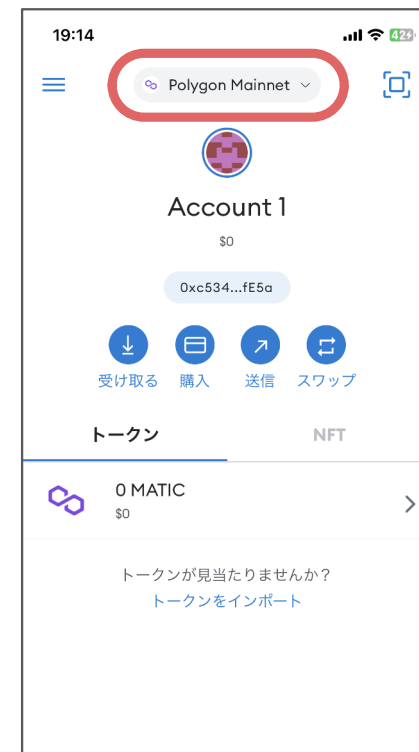 19:14
42
Polygon Mainnet
Account 1
$0
0xc534...fE5a
受け取る 購入 送信 スワップ
トークン NFT
0 MATIC
$0
トークンが見当たりませんか？
トークンをインポート